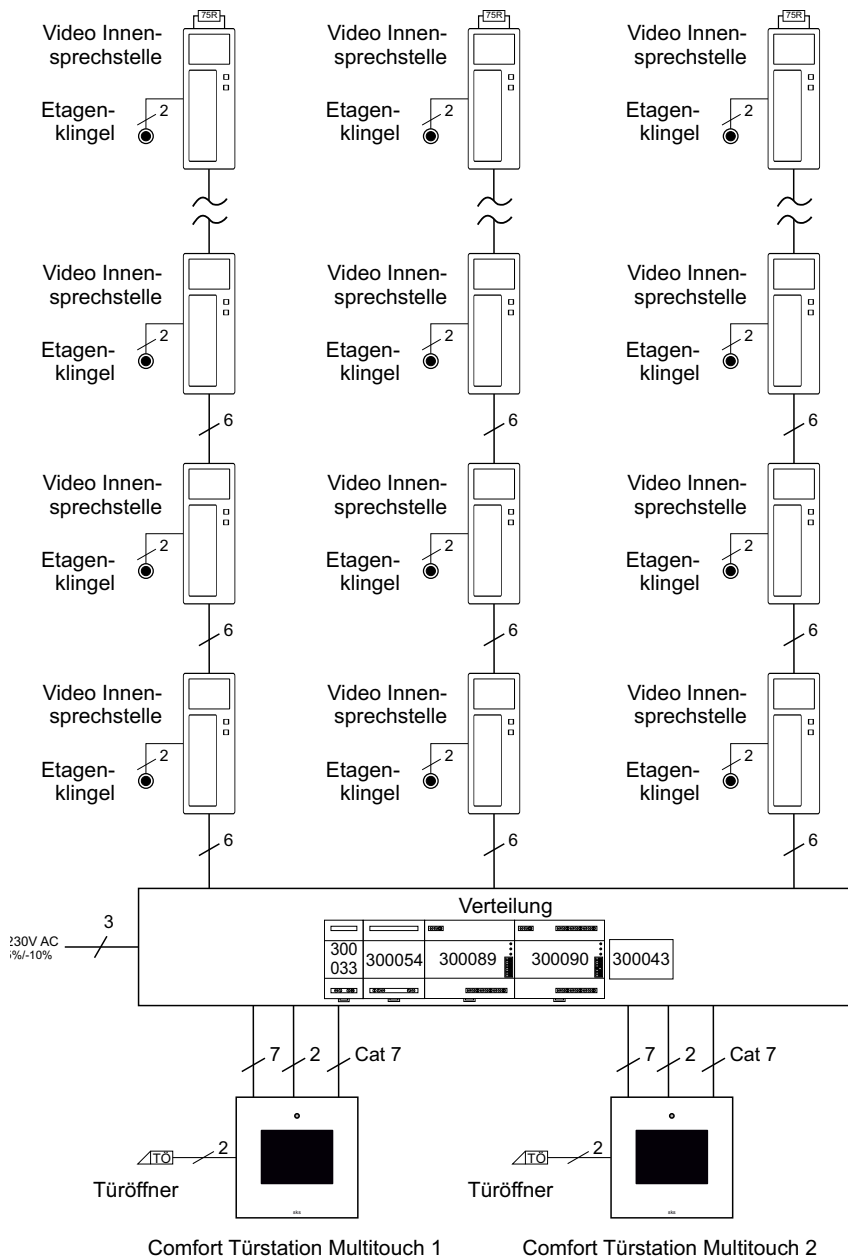 75R 75R 75R
Video Innen- Video Innen- Video Innen-
sprechstelle sprechstelle sprechstelle
Etagen- 2 Etagen- 2 Etagen- 2
klingel klingel klingel
Video Innen- Video Innen- Video Innen-
sprechstelle sprechstelle sprechstelle
Etagen- 2 Etagen- 2 Etagen- 2
klingel klingel klingel
6 6 6
Video Innen- Video Innen- Video Innen-
sprechstelle sprechstelle sprechstelle
Etagen- 2 Etagen- 2 Etagen- 2
klingel klingel klingel
6 6 6
Video Innen- Video Innen- Video Innen-
sprechstelle sprechstelle sprechstelle
Etagen- 2 Etagen- 2 Etagen- 2
klingel klingel klingel
6 6 6
Verteilung
3
230V AC
%/-10%
300
033 300054 300089 300090 300043
7 2 Cat 7 7 2 Cat 7
TÖ 2 TÖ 2
Türöffner Türöffner
sks sks
Comfort Türstation Multitouch 1 Comfort Türstation Multitouch 2